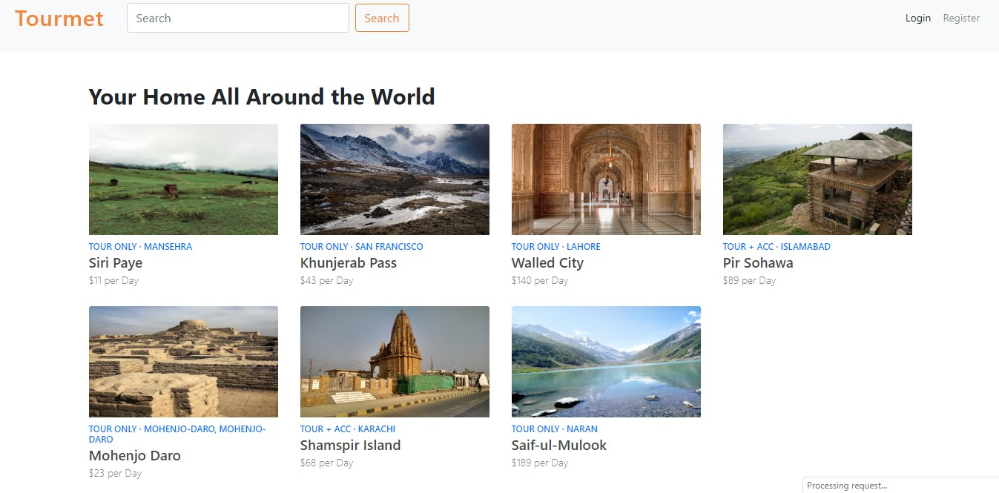 Tourmet
Search
Search
Login
Register
Your Home All Around the World
TOUR ONLY · MANSEHRA
Siri Paye
$11 per Day
TOUR ONLY · SAN FRANCISCO
Khunjerab Pass
$43 per Day
TOUR ONLY · LAHORE
Walled City
$140 per Day
TOUR + ACC · ISLAMABAD
Pir Sohawa
$89 per Day
TOUR ONLY · MOHENJO-DARO, MOHENJO-
DARO
Mohenjo Daro
$23 per Day
TOUR + ACC · KARACHI
Shamspir Island
$68 per Day
TOUR ONLY · NARAN
Saif-ul-Mulook
$189 per Day
Processing request...